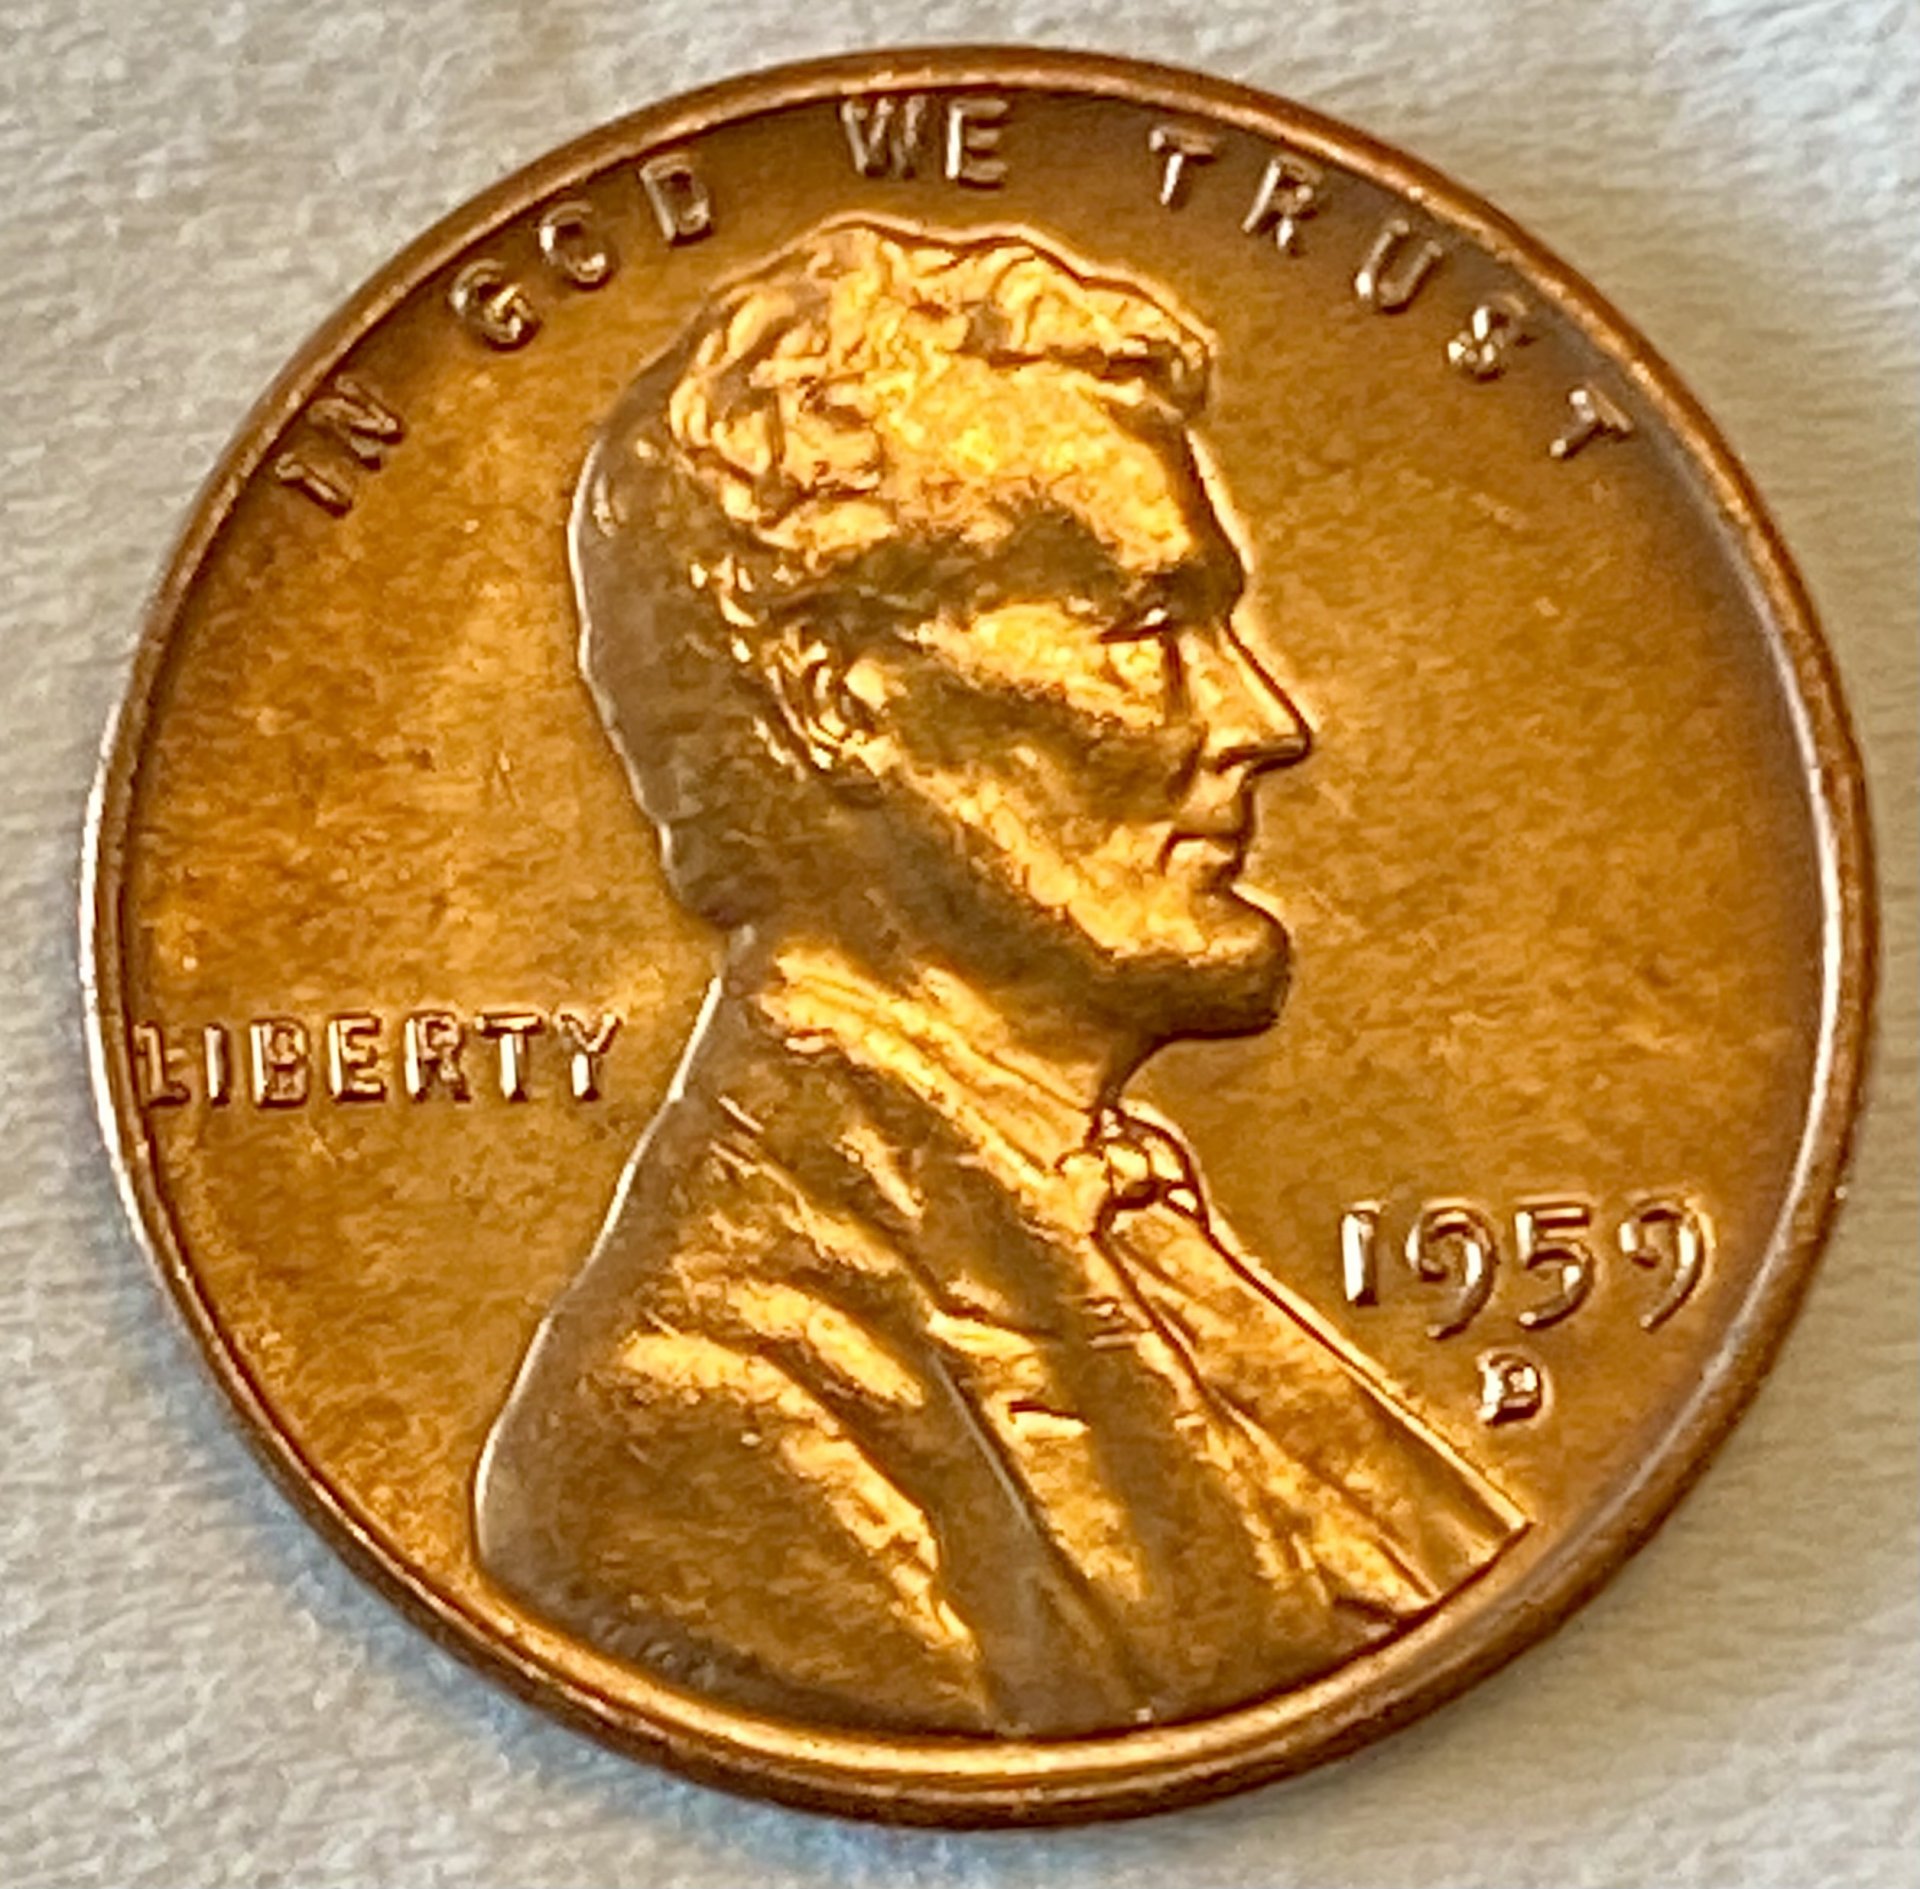 IN GOD WE TRUST
LIBERTY
1959
D